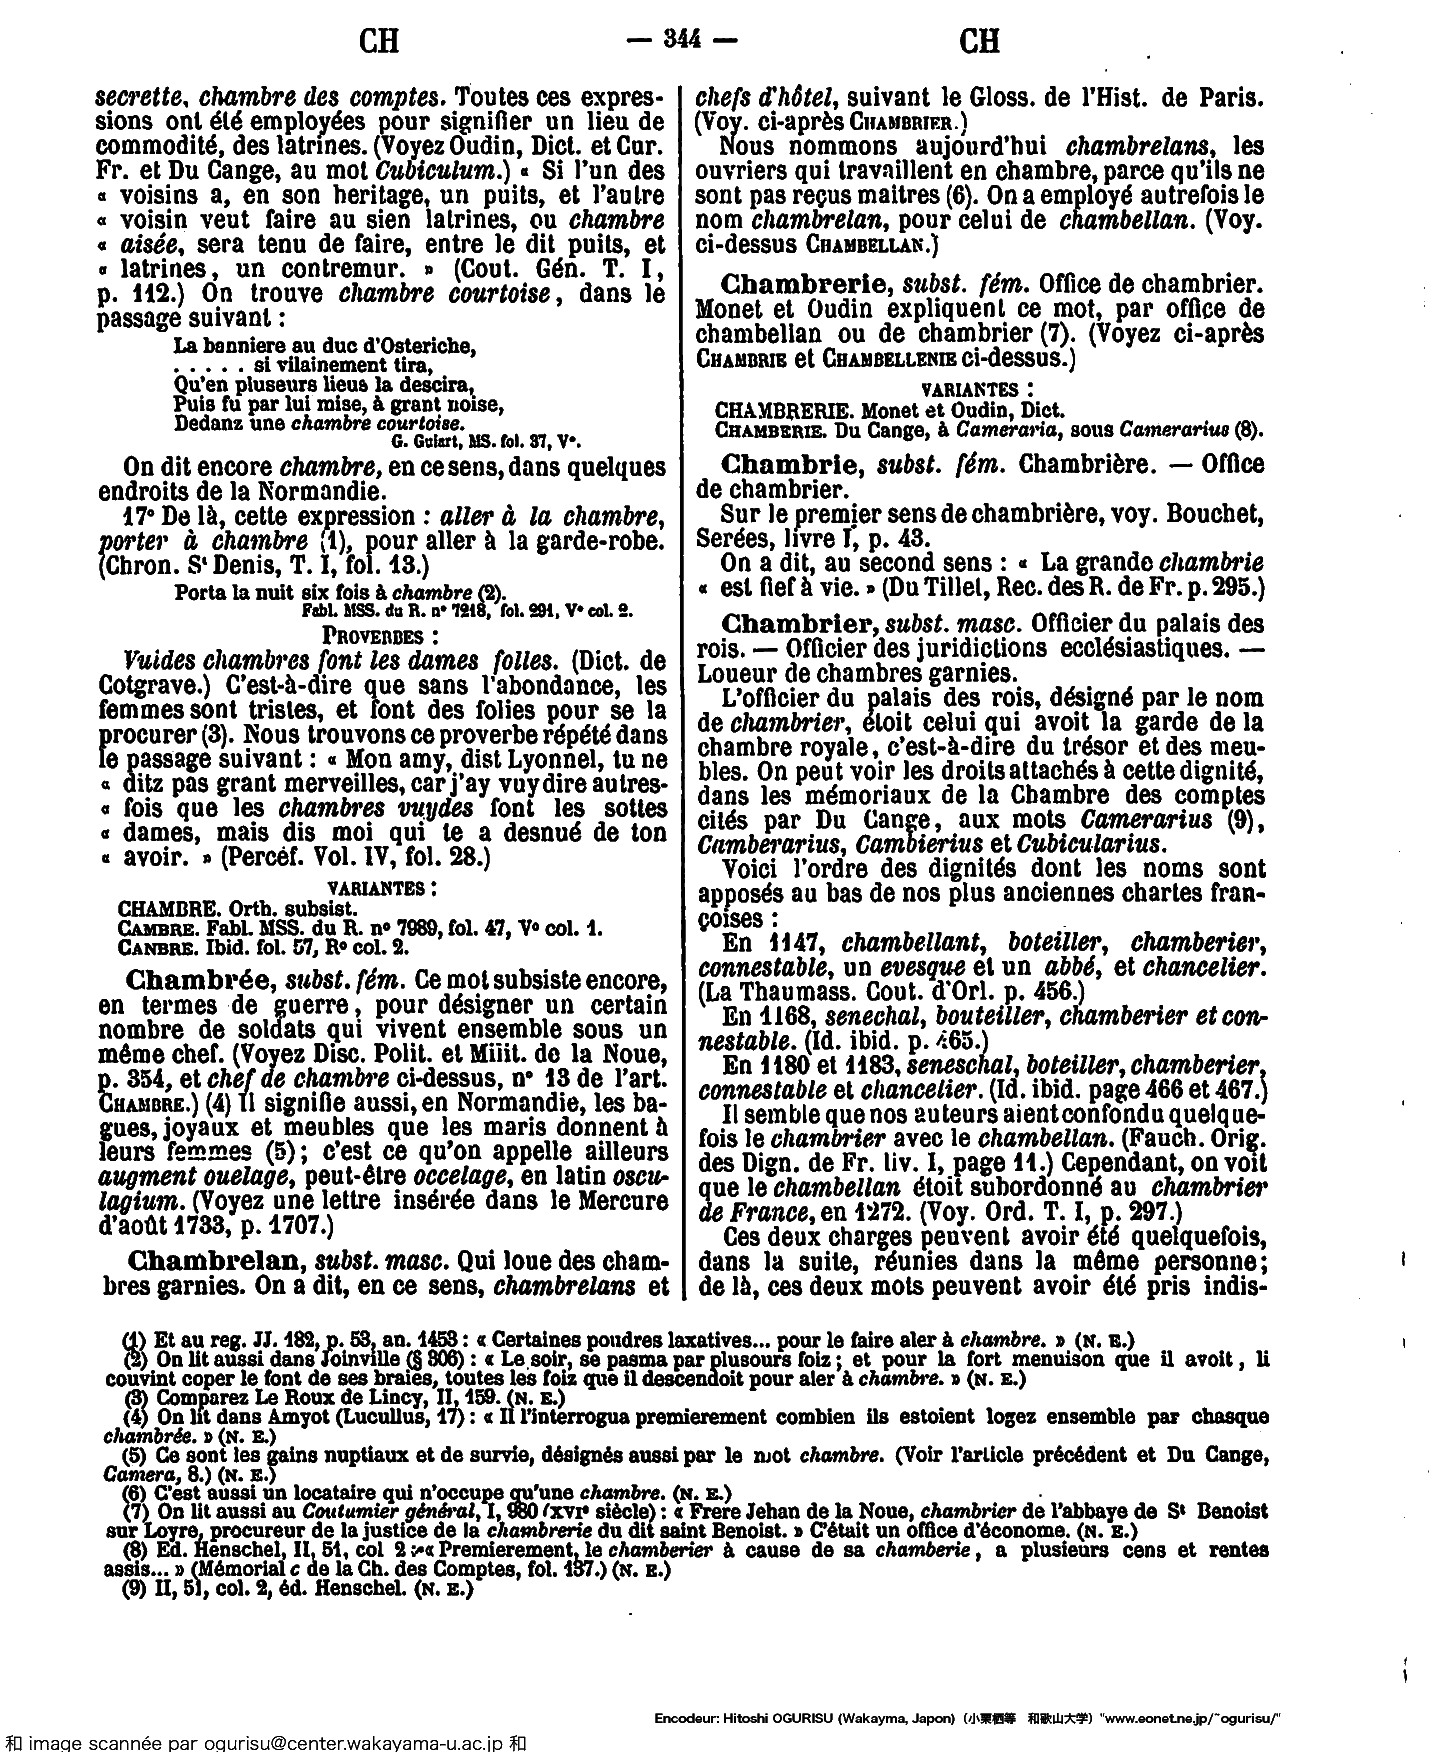 CH
— 344 —
CH
secrette, chambre des comptes. Toutes ces expres-
sions ont été employées pour signifier un lieu de
commodité, des latrines. (Voyez Oudin, Dict. et Cur.
Fr. et Du Cange, au mot Cubiculum.) « Si l'un des
« voisins a, en son heritage, un puits, et l'autre
« voisin veut faire au sien latrines, ou chambre
« aisée, sera tenu de faire, entre le dit puits, et
« latrines, un contremur. » (Cout. Gén. T. I,
p. 112.) On trouve chambre courtoise, dans le
passage suivant :
La banniere au duc d'Osteriche,
. . . . . si vilainement tira,
Qu'en pluseurs lieus la descira,
Puis fu par lui mise, à grant noise,
Dedanz une chambre courtoise.
G. Guiart, MS. fol. 37, V°.
On dit encore chambre, en ce sens, dans quelques
endroits de la Normandie.
17° De là, cette expression : aller à la chambre,
porter à chambre (1), pour aller à la garde-robe.
(Chron. St Denis, T. I, fol. 13.)
Porta la nuit six fois à chambre (2).
Fabl. MSS. du R. n° 7218, fol. 291, V° col. 2.
PROVERBES :
Vuides chambres font les dames folles. (Dict. de
Cotgrave.) C'est-à-dire que sans l'abondance, les
femmes sont tristes, et font des folies pour se la
procurer (3). Nous trouvons ce proverbe répété dans
le passage suivant : « Mon amy, dist Lyonnel, tu ne
« ditz pas grant merveilles, car j'ay vuy dire autres-
« fois que les chambres vuydes font les sottes
« dames, mais dis moi qui te a desnué de ton
« avoir. » (Percéf. Vol. IV, fol. 28.)
VARIANTES :
CHAMBRE. Orth. subsist.
CAMBRE. Fabl. MSS. du R. n° 7989, fol. 47, V° col. 1.
CANBRE. Ibid. fol. 57, R° col. 2.
Chambrée, subst. fém. Ce mot subsiste encore,
en termes de guerre, pour désigner un certain
nombre de soldats qui vivent ensemble sous un
même chef. (Voyez Disc. Polit. et Milit. de la Noue,
p. 354, et chef de chambre ci-dessus, n° 13 de l'art.
CHAMBRE.) (4) Il signifie aussi, en Normandie, les ba-
gues, joyaux et meubles que les maris donnent à
leurs femmes (5); c'est ce qu'on appelle ailleurs
augment ouelage, peut-être occelage, en latin oscu-
lagium. (Voyez une lettre insérée dans le Mercure
d'août 1733, p. 1707.)
Chambrelan, subst. masc. Qui loue des cham-
bres garnies. On a dit, en ce sens, chambrelans et
chefs d'hôtel, suivant le Gloss. de l'Hist. de Paris.
(Voy. ci-après CHAMBRIER.)
Nous nommons aujourd'hui chambrelans, les
ouvriers qui travaillent en chambre, parce qu'ils ne
sont pas reçus maitres (6). On a employé autrefois le
nom chambrelan, pour celui de chambellan. (Voy.
ci-dessus CHAMBELLAN.)
Chambrerie, subst. fém. Office de chambrier.
Monet et Oudin expliquent ce mot, par office de
chambellan ou de chambrier (7). (Voyez ci-après
CHAMBRIE et CHAMBELLENIE ci-dessus.)
VARIANTES :
CHAMBRERIE. Monet et Oudin, Dict.
CHAMBERIE. Du Cange, à Cameraria, sous Camerarius (8).
Chambrie, subst. fém. Chambrière. — Office
de chambrier.
Sur le premier sens de chambrière, voy. Bouchet,
Serées, livre I, p. 43.
On a dit, au second sens : « La grande chambrie
« est fief à vie. » (Du Tillet, Rec. des R. de Fr. p. 295.)
Chambrier, subst. masc. Officier du palais des
rois. — Officier des juridictions ecclésiastiques. —
Loueur de chambres garnies.
L'officier du palais des rois, désigné par le nom
de chambrier, étoit celui qui avoit la garde de la
chambre royale, c'est-à-dire du trésor et des meu-
bles. On peut voir les droits attachés à cette dignité,
dans les mémoriaux de la Chambre des comptes
cités par Du Cange, aux mots Camerarius (9),
Camberarius, Cambierius et Cubicularius.
Voici l'ordre des dignités dont les noms sont
apposés au bas de nos plus anciennes chartes fran-
çoises :
En 1147, chambellant, boteiller, chamberier,
connestable, un evesque et un abbé, et chancelier.
(La Thaumass. Cout. d'Orl. p. 456.)
En 1168, senechal, bouteiller, chamberier et con-
nestable. (Id. ibid. p. 465.)
En 1180 et 1183, seneschal, boteiller, chamberier,
connestable et chancelier. (Id. ibid. page 466 et 467.)
Il semble que nos auteurs aient confondu quelque-
fois le chambrier avec le chambellan. (Fauch. Orig.
des Dign. de Fr. liv. I, page 11.) Cependant, on voit
que le chambellan étoit subordonné au chambrier
de France, en 1272. (Voy. Ord. T. I, p. 297.)
Ces deux charges peuvent avoir été quelquefois,
dans la suite, réunies dans la même personne;
de là, ces deux mots peuvent avoir été pris indis-
(1) Et au reg. JJ. 182, p. 53, an. 1453 : « Certaines poudres laxatives... pour le faire aler à chambre. » (N. E.)
(2) On lit aussi dans Joinville (§ 306) : « Le soir, se pasma par plusours foiz ; et pour la fort menuison que il avoit, li
couvint coper le font de ses braies, toutes les foiz que il descendoit pour aler à chambre. » (N. E.)
(3) Comparez Le Roux de Lincy, II, 159. (N. E.)
(4) On lit dans Amyot (Lucullus, 17) : « Il l'interrogua premierement combien ils estoient logez ensemble par chasque
chambrée. » (N. E.)
(5) Ce sont les gains nuptiaux et de survie, désignés aussi par le mot chambre. (Voir l'article précédent et Du Cange,
Camera, 8.) (N. E.)
(6) C'est aussi un locataire qui n'occupe qu'une chambre. (N. E.)
(7) On lit aussi au Coutumier général, I, 980 (XVIe siècle) : « Frere Jehan de la Noue, chambrier de l'abbaye de St Benoist
sur Loyre, procureur de la justice de la chambrerie du dit saint Benoist. » C'était un office d'économe. (N. E.)
(8) Ed. Henschel, II, 51, col 2 : « Premierement, le chamberier à cause de sa chamberie, a plusieurs cens et rentes
assis... » (Mémorial c de la Ch. des Comptes, fol. 137.) (N. E.)
(9) II, 51, col. 2, éd. Henschel. (N. E.)
Encodeur: Hitoshi OGURISU (Wakayma, Japon) (小栗栖等 和歌山大学) "www.eonet.ne.jp/~ogurisu/"
和 image scannée par ogurisu@center.wakayama-u.ac.jp 和